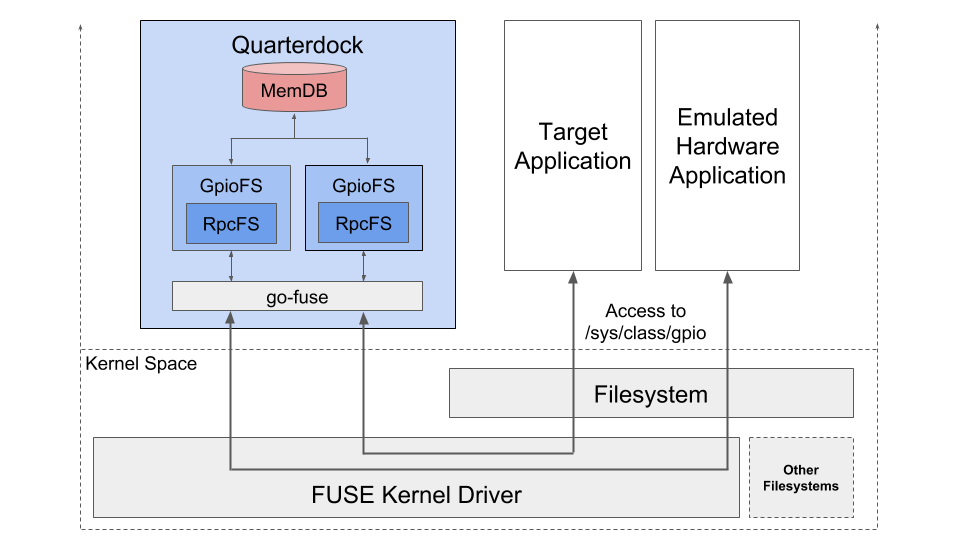 Quarterdock
MemDB
GpioFS
RpcFS
GpioFS
RpcFS
go-fuse
Target
Application
Emulated
Hardware
Application
Access to
/sys/class/gpio
Kernel Space
Filesystem
FUSE Kernel Driver
Other
Filesystems